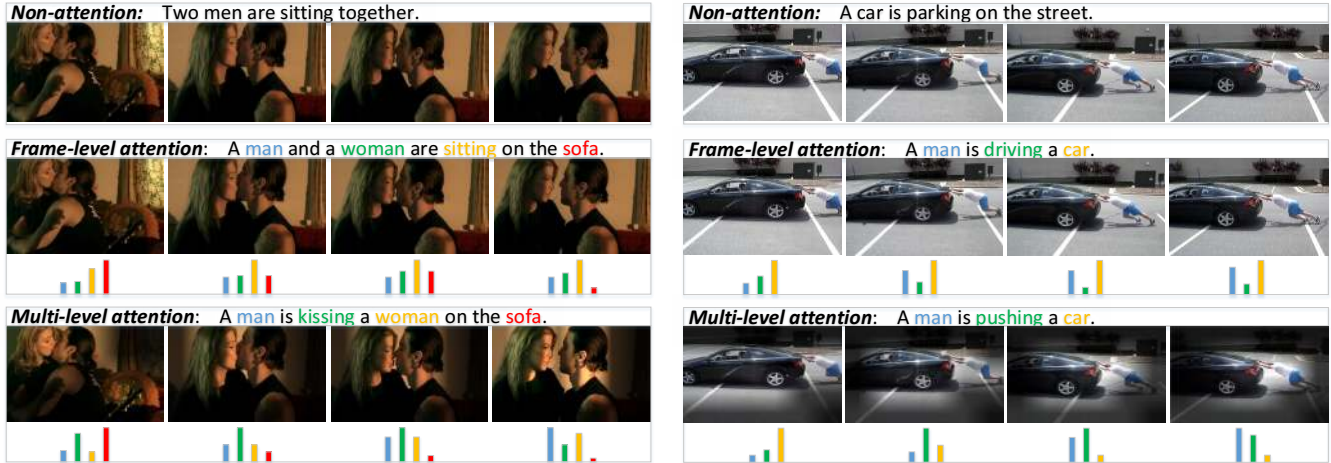 Non-attention: Two men are sitting together.
Frame-level attention: A man and a woman are sitting on the sofa.
Multi-level attention: A man is kissing a woman on the sofa.
Non-attention: A car is parking on the street.
Frame-level attention: A man is driving a car.
Multi-level attention: A man is pushing a car.